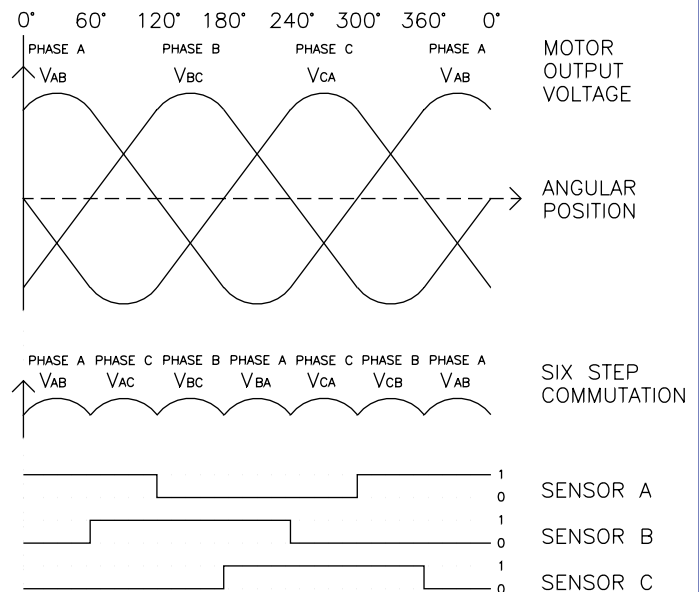 0° 60° 120° 180° 240° 300° 360° 0°
PHASE A PHASE B PHASE C PHASE A
VAB VBC VCA VAB
MOTOR
OUTPUT
VOLTAGE
ANGULAR
POSITION
PHASE A PHASE C PHASE B PHASE A PHASE C PHASE B PHASE A
VAB VAC VBC VBA VCA VCB VAB
SIX STEP
COMMUTATION
1
0
SENSOR A
1
0
SENSOR B
1
0
SENSOR C